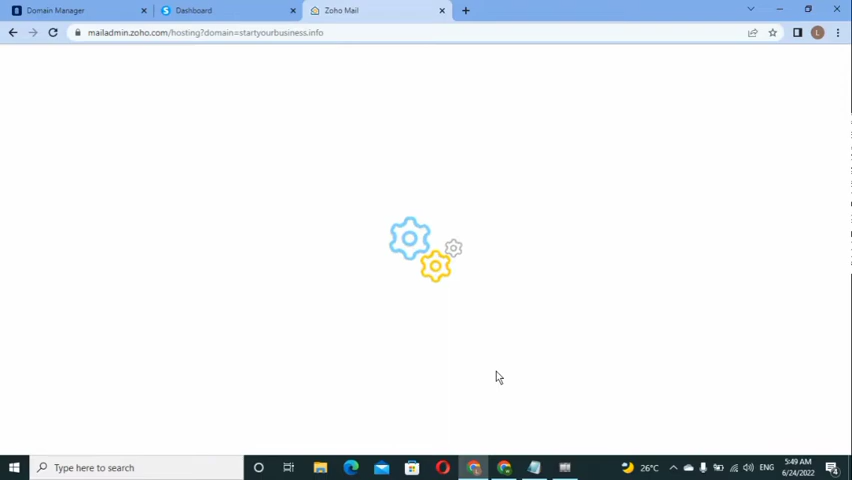 Domain Manager
Dashboard
Zoho Mail
mailadmin.zoho.com/hosting?domain=startyourbusiness.info
L
Type here to search
26°C
ENG
5:49 AM
6/24/2022
4